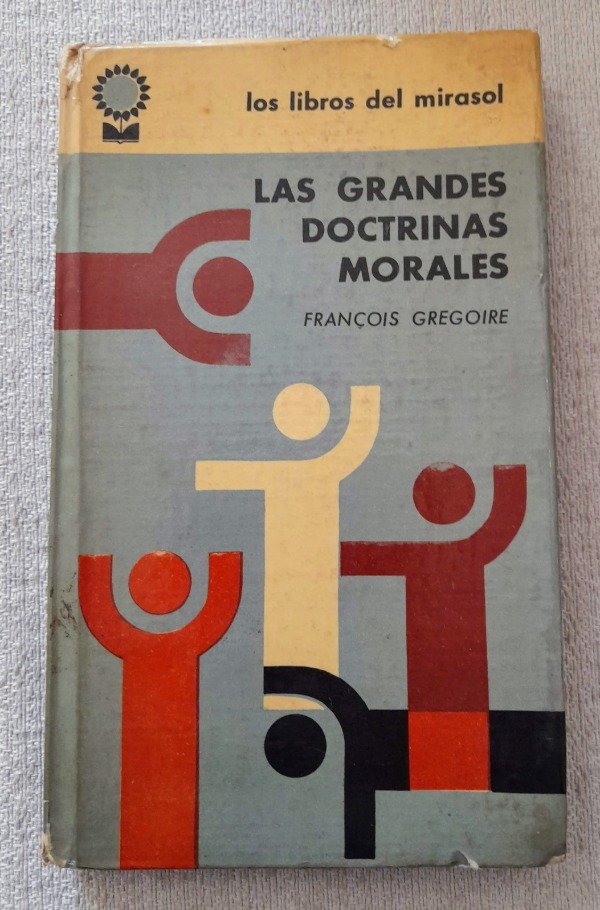 los libros del mirasol
LAS GRANDES
DOCTRINAS
MORALES
FRANÇOIS GREGOIRE